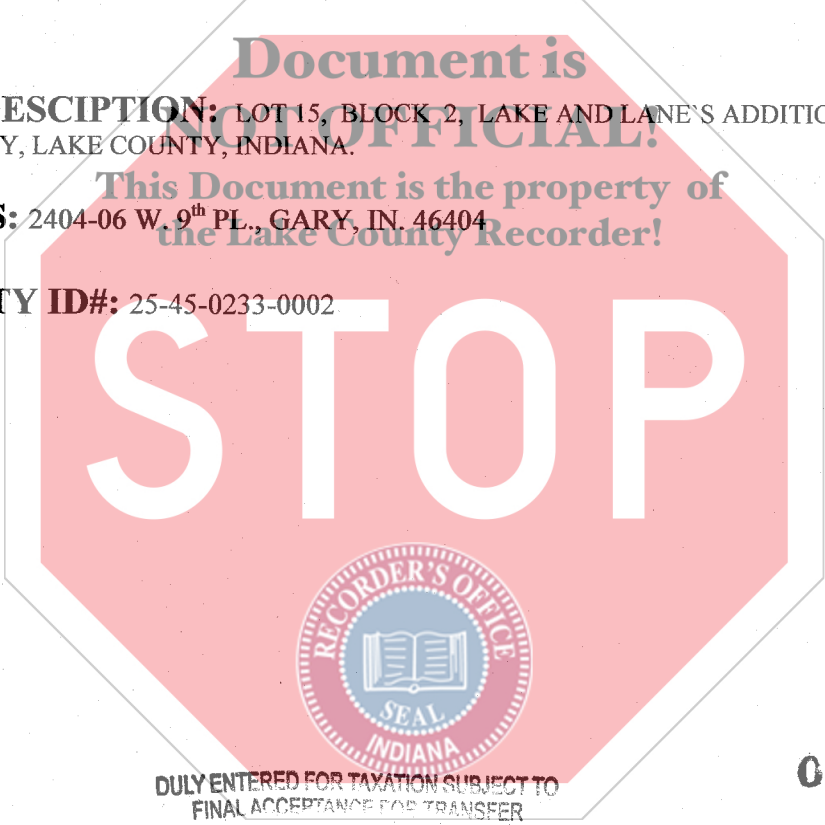 Document is
ESCIPTION: LOT 15, BLOCK 2, LAKE AND LANE`S ADDITIO
NOT OFFICIAL!
Y, LAKE COUNTY, INDIANA.
This Document is the property of
S: 2404-06 W. 9th PL., GARY, IN. 46404
the Lake County Recorder!
TY ID#: 25-45-0233-0002
STOP
RECORDER'S OFFICE
SEAL
INDIANA
DULY ENTERED FOR TAXATION SUBJECT TO
FINAL ACCEPTANCE FOR TRANSFER
0